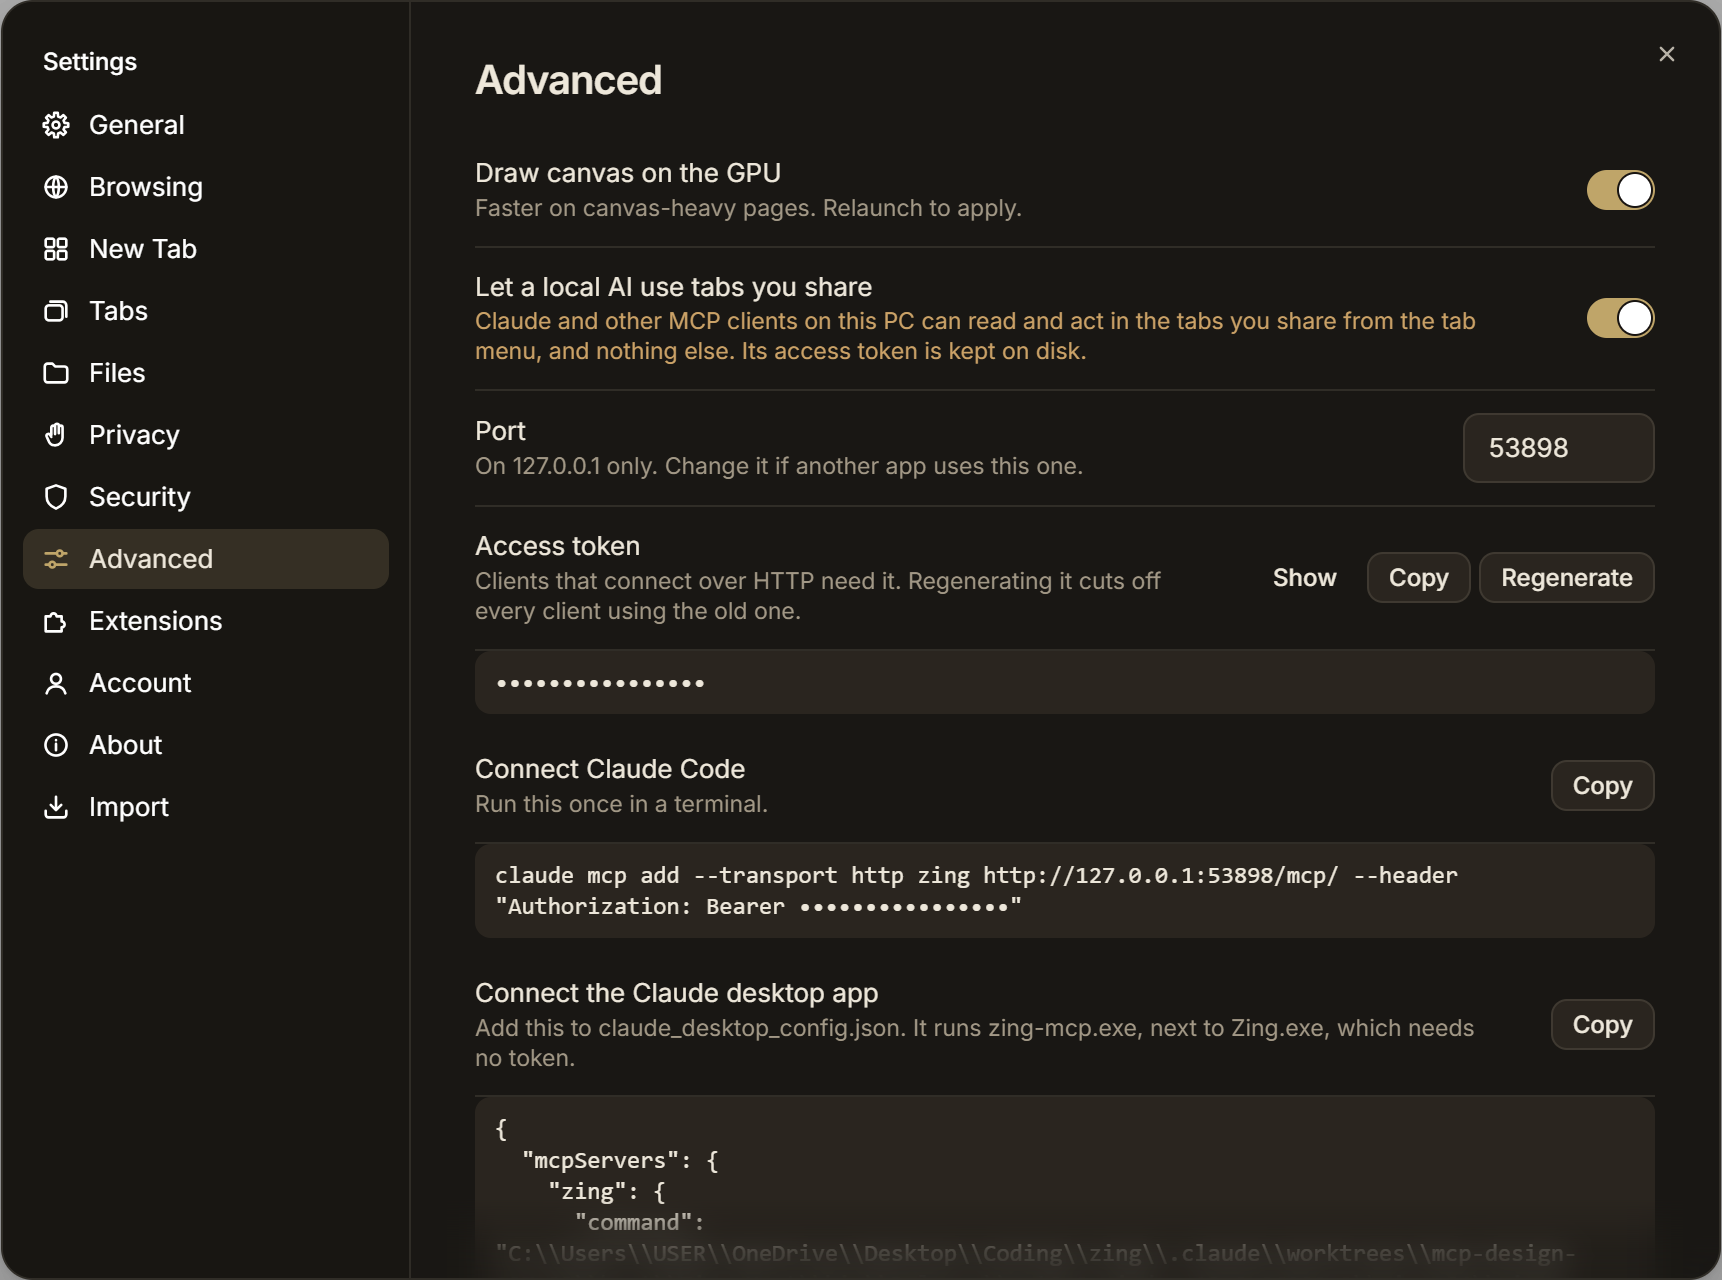 Settings
General
Browsing
New Tab
Tabs
Files
Privacy
Security
Advanced
Extensions
Account
About
Import
Advanced
Draw canvas on the GPU
Faster on canvas-heavy pages. Relaunch to apply.
Let a local AI use tabs you share
Claude and other MCP clients on this PC can read and act in the tabs you share from the tab
menu, and nothing else. Its access token is kept on disk.
Port
On 127.0.0.1 only. Change it if another app uses this one.
53898
Access token
Clients that connect over HTTP need it. Regenerating it cuts off
every client using the old one.
Show
Copy
Regenerate
••••••••••••••••
Connect Claude Code
Run this once in a terminal.
Copy
claude mcp add --transport http zing http://127.0.0.1:53898/mcp/ --header
"Authorization: Bearer ••••••••••••••••"
Connect the Claude desktop app
Add this to claude_desktop_config.json. It runs zing-mcp.exe, next to Zing.exe, which needs
no token.
Copy
{
"mcpServers": {
"zing": {
"command":
"C:\\Users\\USER\\OneDrive\\Desktop\\Coding\\zing\\.claude\\worktrees\\mcp-design-